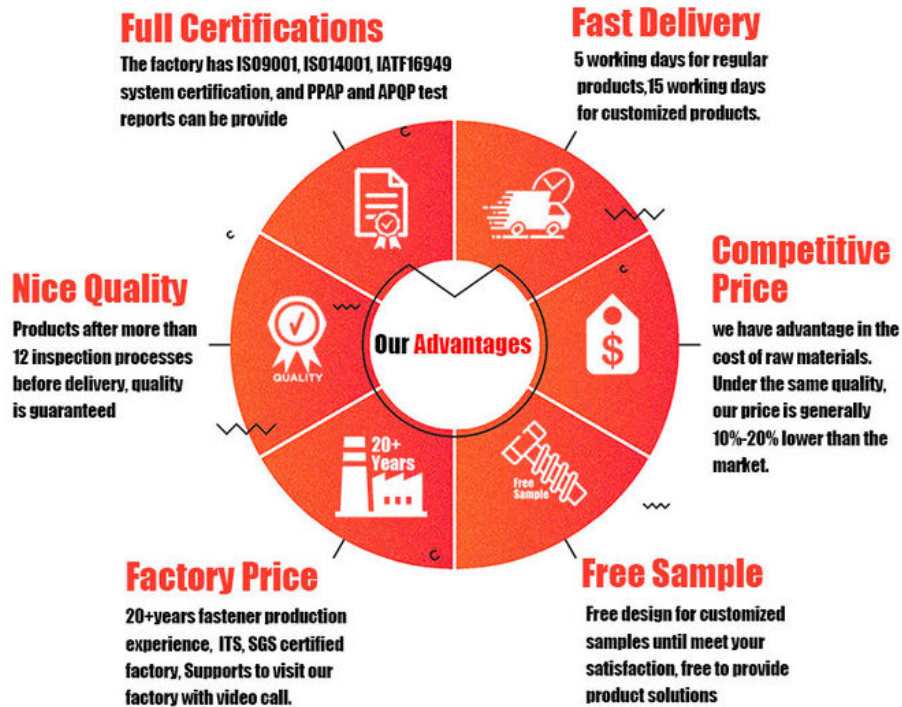 Full Certifications
The factory has ISO9001, ISO14001, IATF16949
system certification, and PPAP and APQP test
reports can be provide
Fast Delivery
5 working days for regular
products,15 working days
for customized products.
Nice Quality
Products after more than
12 inspection processes
before delivery, quality
is guaranteed
QUALITY
Our Advantages
$
Competitive
Price
we have advantage in the
cost of raw materials.
Under the same quality,
our price is generally
10%-20% lower than the
market.
20+
Years
Free
Sample
Factory Price
20+years fastener production
experience, ITS, SGS certified
factory, Supports to visit our
factory with video call.
Free Sample
Free design for customized
samples until meet your
satisfaction, free to provide
product solutions